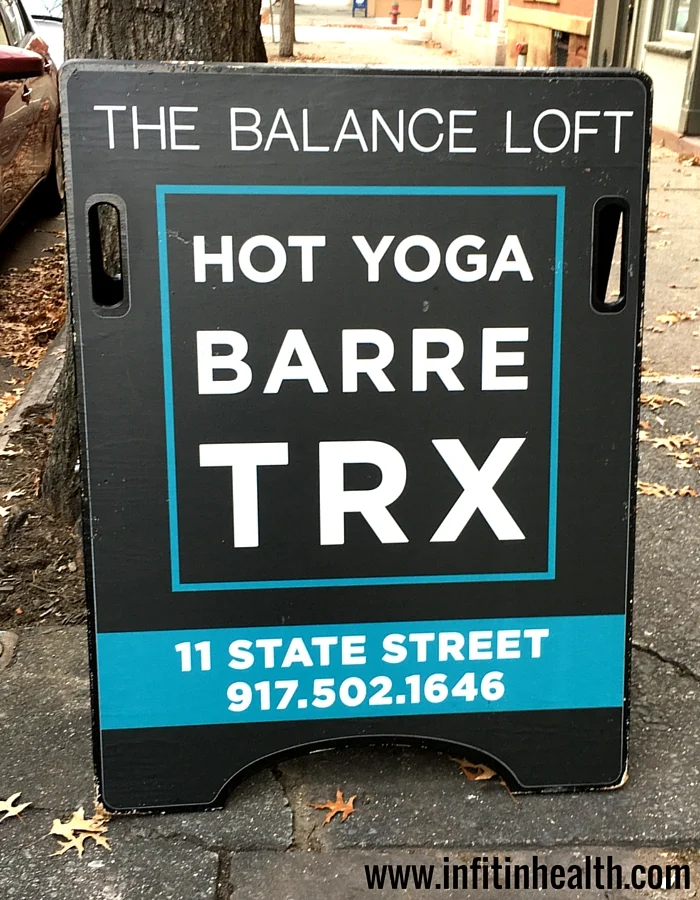 THE BALANCE LOFT
HOT YOGA
BARRE
TRX
11 STATE STREET
917.502.1646
www.infitinhealth.com